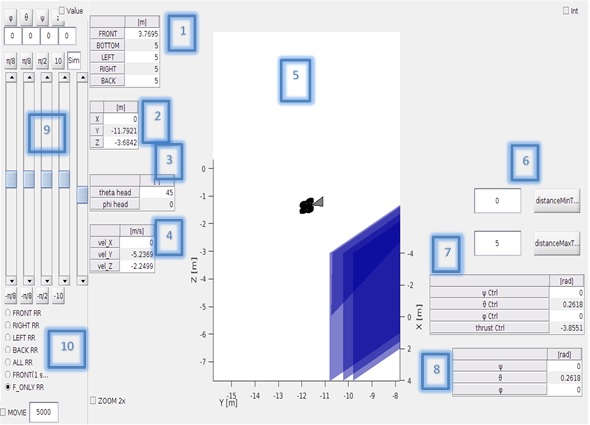 Value
Int
φ θ ψ z
0 0 0 0
π/8 π/8 π/2 10 Sim
9
-π/8 -π/8 -π/2 -10
FRONT RR
RIGHT RR
LEFT RR
BACK RR
ALL RR
FRONT(1 s...
F_ONLY RR
10
MOVIE 5000
[m]
FRONT 3.7695
BOTTOM 5
LEFT 5
RIGHT 5
BACK 5
1
[m]
X 0
Y -11.7921
Z -3.6842
2
3
theta head 45
phi head 0
[m/s]
vel_X 0
vel_Y -5.2369
vel_Z -2.2499
4
ZOOM 2x
5
0
-1
-2
-3
-4
-5
-6
-7
Z [m]
-15 -14 -13 -12 -11 -10 -9 -8
Y [m]
-4
-2
0
2
4
X [m]
6
0 distanceMinT...
5 distanceMaxT...
7
[rad]
ψ Ctrl 0
θ Ctrl 0.2618
φ Ctrl 0
thrust Ctrl -3.8551
8
[rad]
ψ 0
θ 0.2618
φ 0